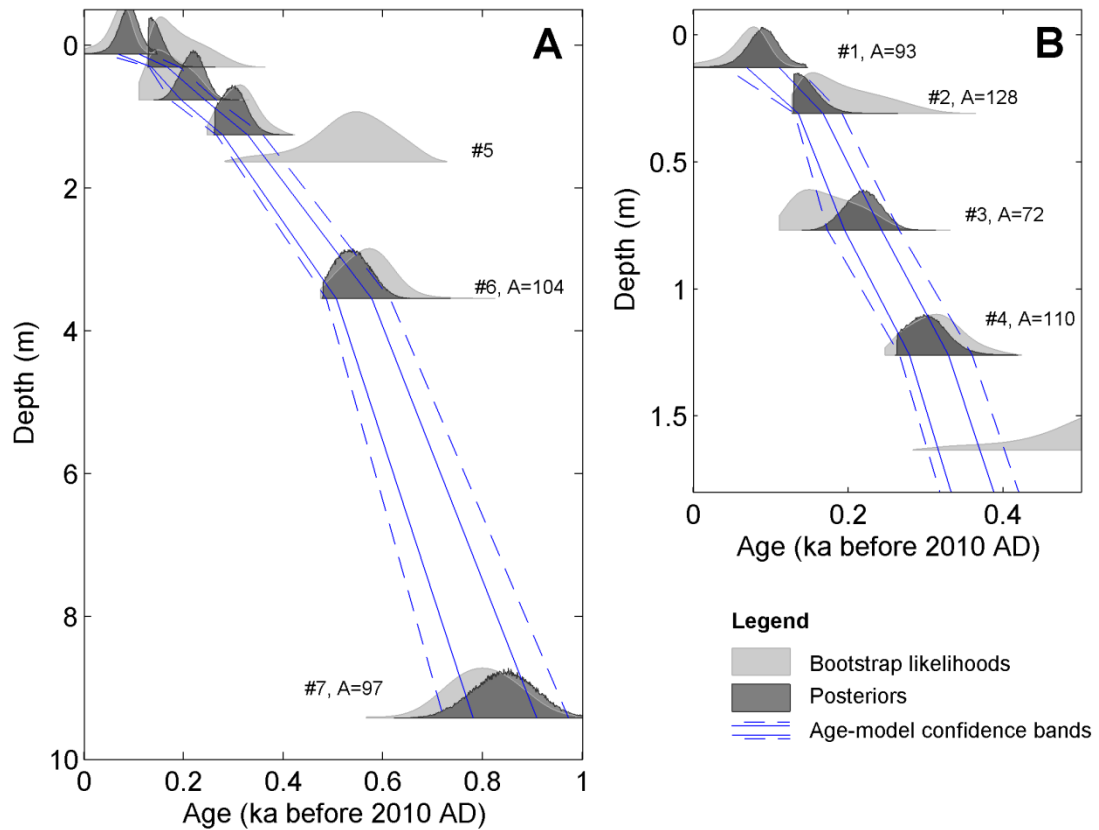 A
0
2
4
6
8
10
Depth (m)
#5
#6, A=104
#7, A=97
0
0.2
0.4
0.6
0.8
1
Age (ka before 2010 AD)
B
0
0.5
1
1.5
Depth (m)
#1, A=93
#2, A=128
#3, A=72
#4, A=110
0
0.2
0.4
Age (ka before 2010 AD)
Legend
Bootstrap likelihoods
Posteriors
Age-model confidence bands